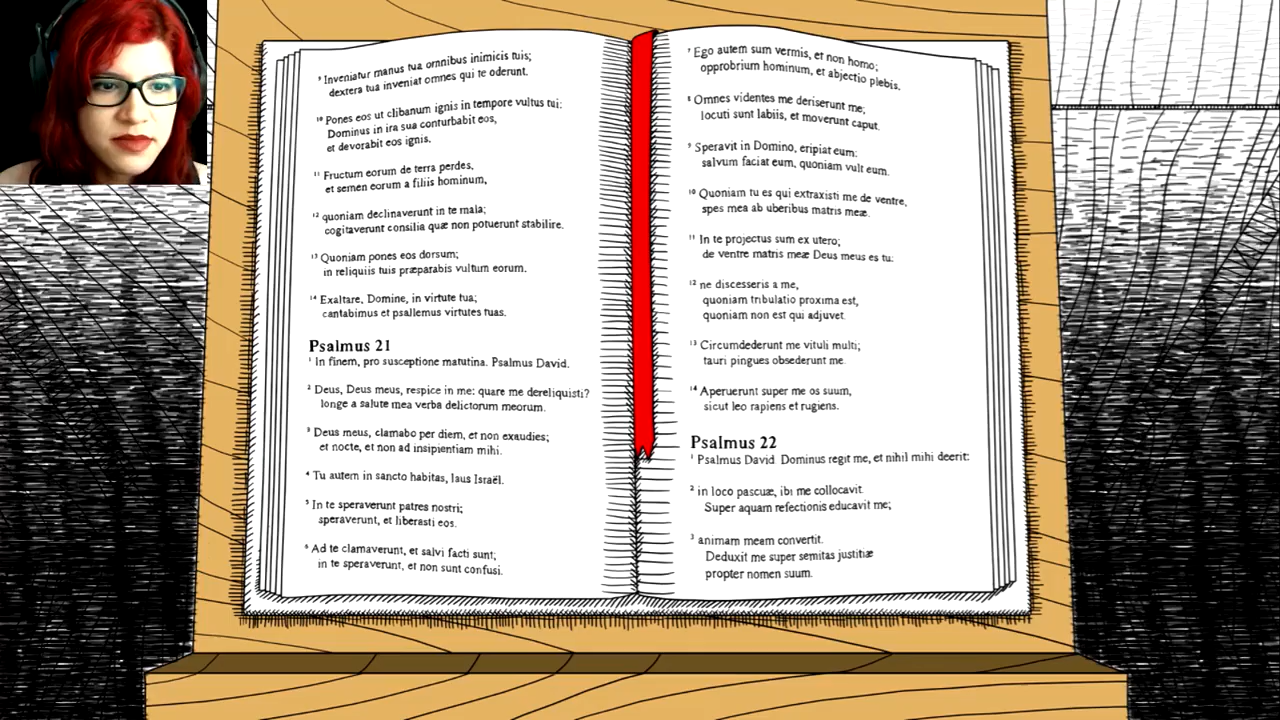 9 Inveniatur manus tua omnibus inimicis tuis;
dextera tua inveniat omnes qui te oderunt.
10 Pones eos ut clibanum ignis in tempore vultus tui:
Dominus in ira sua conturbabit eos,
et devorabit eos ignis.
11 Fructum eorum de terra perdes,
et semen eorum a filiis hominum,
12 quoniam declinaverunt in te mala;
cogitaverunt consilia quæ non potuerunt stabilire.
13 Quoniam pones eos dorsum;
in reliquiis tuis præparabis vultum eorum.
14 Exaltare, Domine, in virtute tua;
cantabimus et psallemus virtutes tuas.
Psalmus 21
1 In finem, pro susceptione matutina. Psalmus David.
2 Deus, Deus meus, respice in me: quare me dereliquisti?
longe a salute mea verba delictorum meorum.
3 Deus meus, clamabo per diem, et non exaudies;
et nocte, et non ad insipientiam mihi.
4 Tu autem in sancto habitas, laus Israël.
5 In te speraverunt patres nostri;
speraverunt, et liberasti eos.
6 Ad te clamaverunt, et salvi facti sunt;
in te speraverunt, et non sunt confusi.
7 Ego autem sum vermis, et non homo;
opprobrium hominum, et abjectio plebis.
8 Omnes videntes me deriserunt me;
locuti sunt labiis, et moverunt caput.
9 Speravit in Domino, eripiat eum:
salvum faciat eum, quoniam vult eum.
10 Quoniam tu es qui extraxisti me de ventre,
spes mea ab uberibus matris meæ.
11 In te projectus sum ex utero;
de ventre matris meæ Deus meus es tu:
12 ne discesseris a me,
quoniam tribulatio proxima est,
quoniam non est qui adjuvet.
13 Circumdederunt me vituli multi;
tauri pingues obsederunt me.
14 Aperuerunt super me os suum,
sicut leo rapiens et rugiens.
Psalmus 22
1 Psalmus David. Dominus regit me, et nihil mihi deerit:
2 in loco pascuæ, ibi me collocavit.
Super aquam refectionis educavit me;
3 animam meam convertit.
Deduxit me super semitas justitiæ
propter nomen suum.